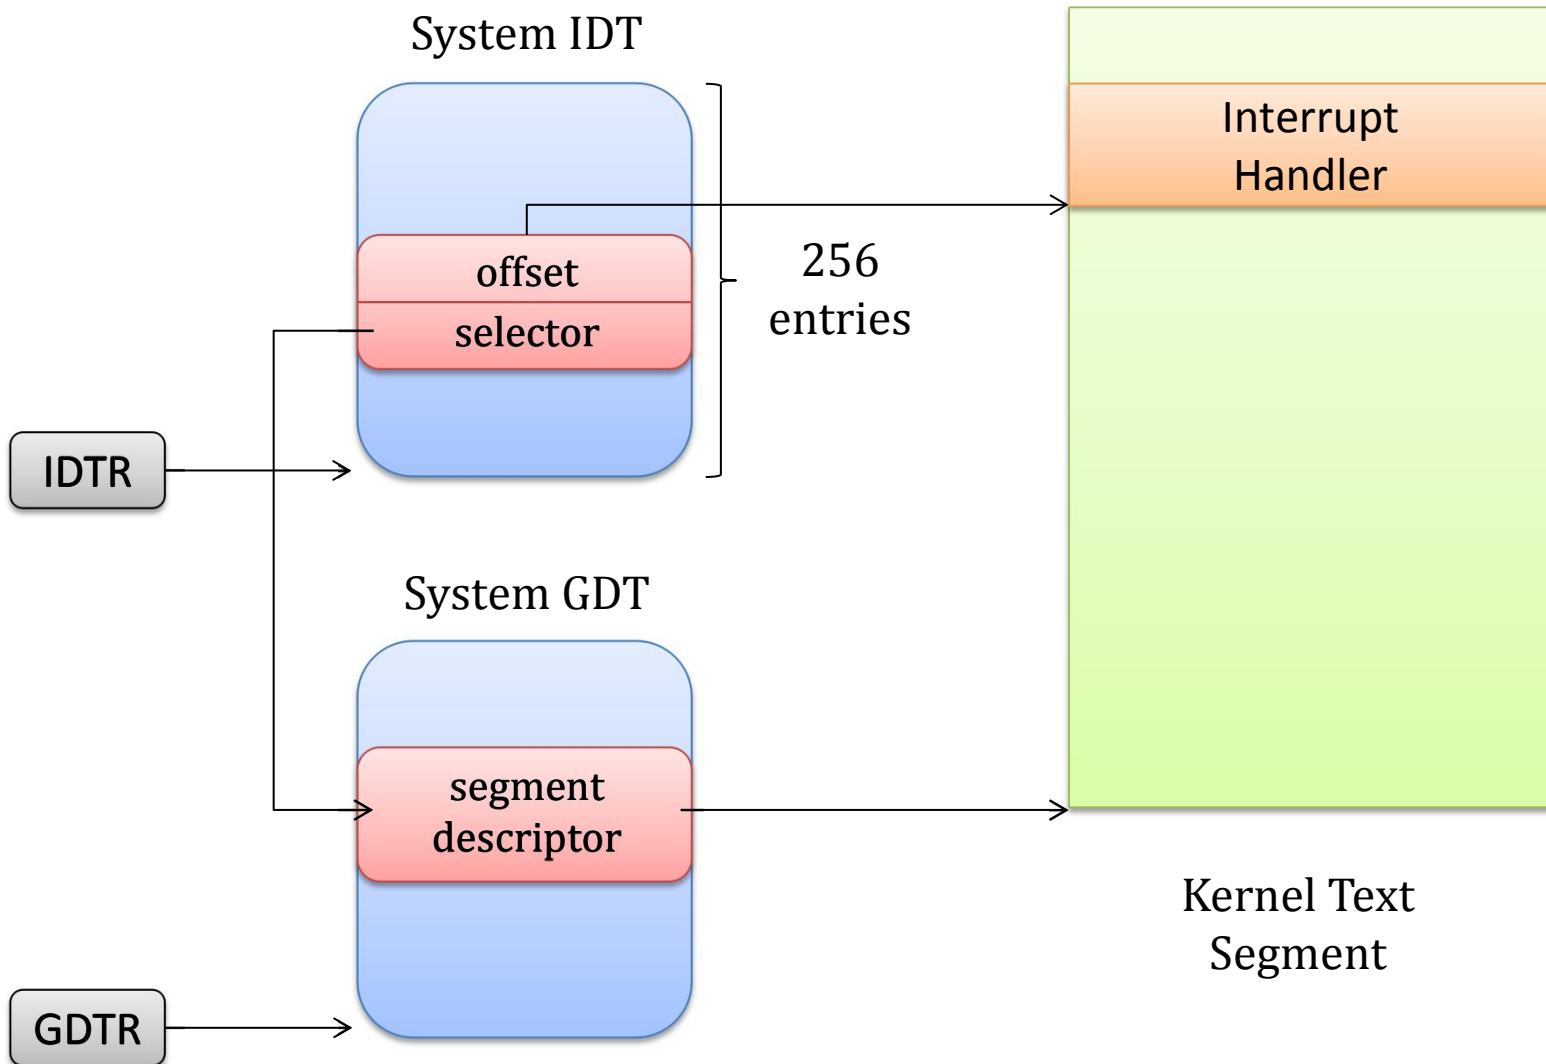 System IDT
Interrupt
Handler
offset
selector
256
entries
IDTR
System GDT
segment
descriptor
Kernel Text
Segment
GDTR